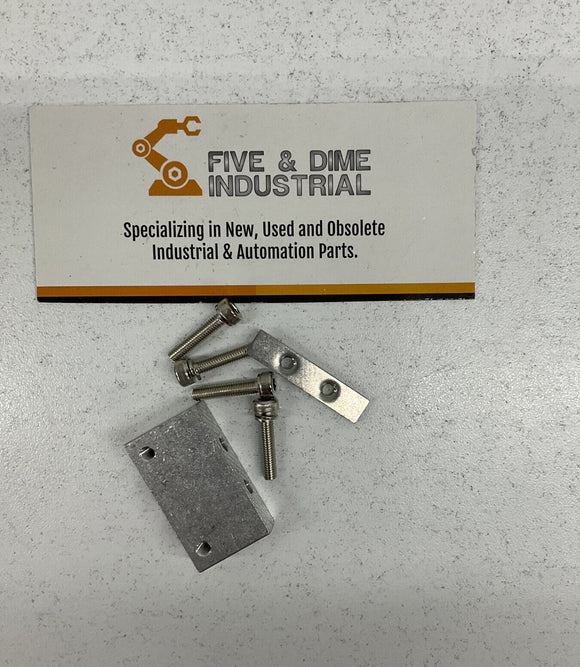 FIVE & DIME
INDUSTRIAL
Specializing in New, Used and Obsolete
Industrial & Automation Parts.